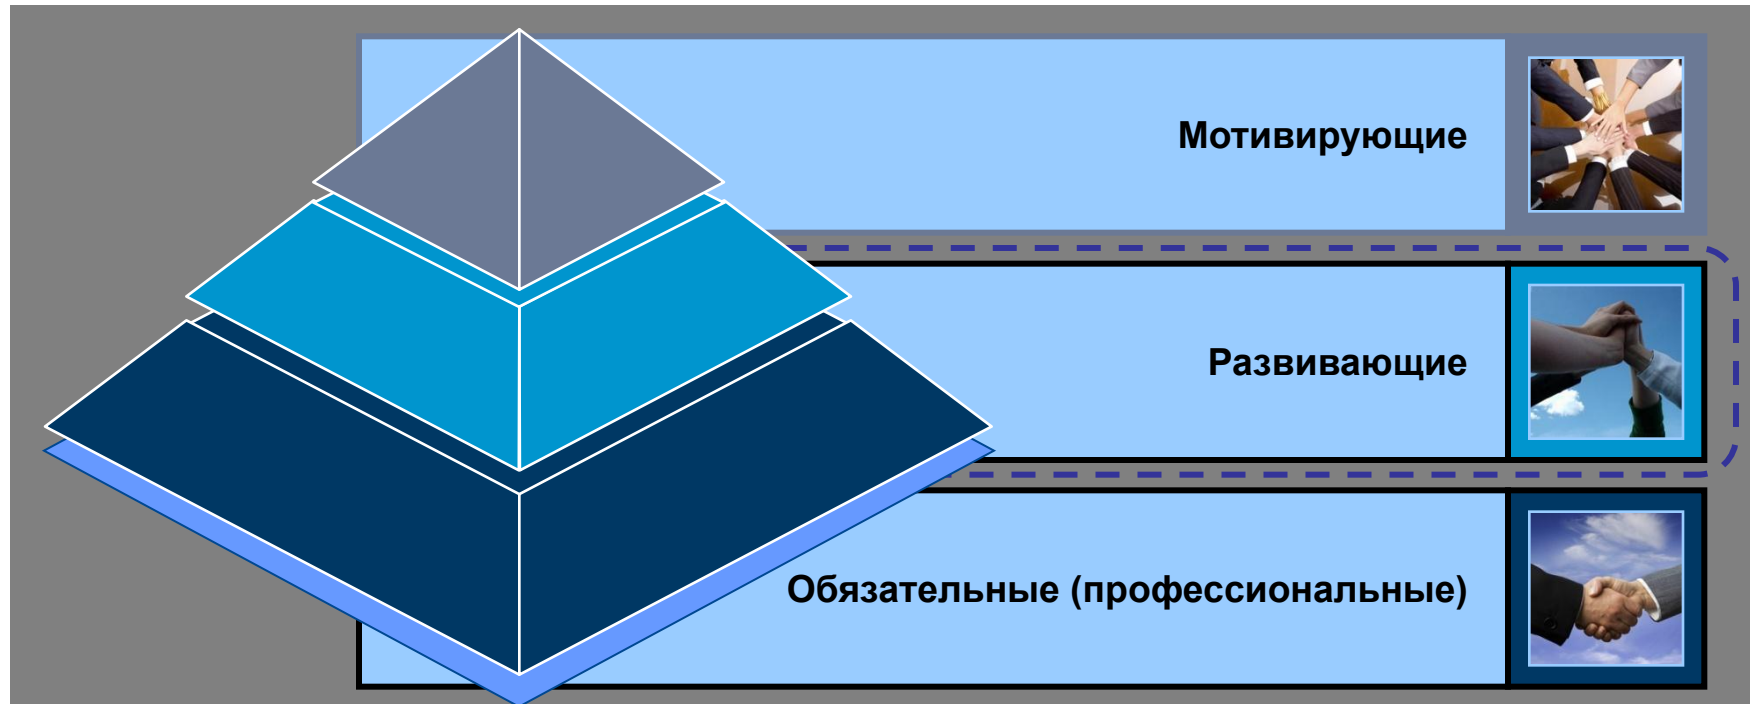 Мотивирующие
Развивающие
Обязательные (профессиональные)